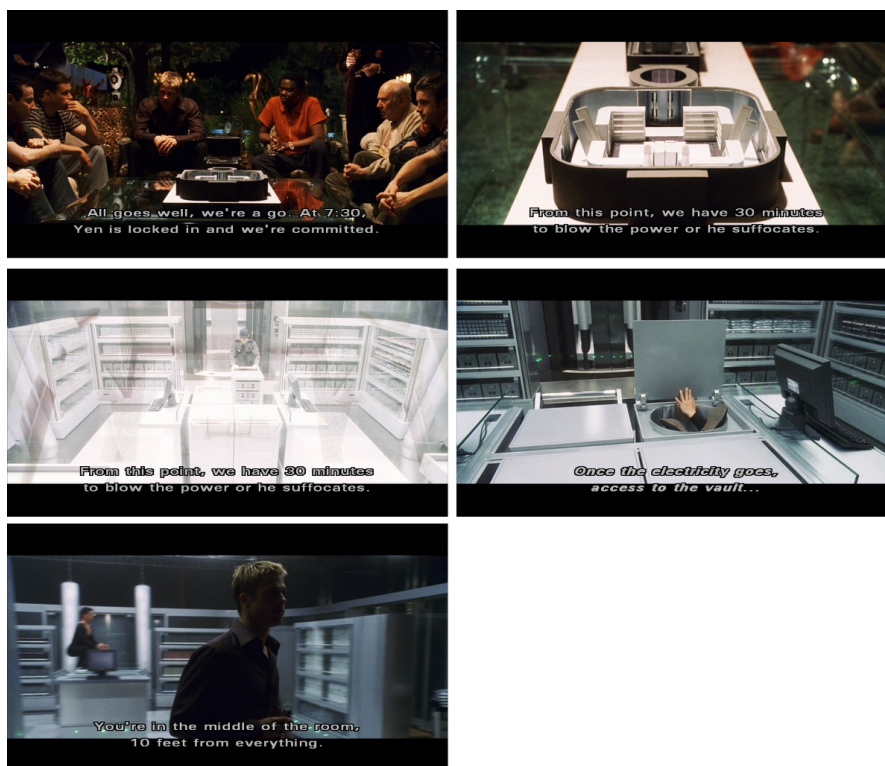 All goes well, we're a go. At 7:30,
Yen is locked in and we're committed.
From this point, we have 30 minutes
to blow the power or he suffocates.
From this point, we have 30 minutes
to blow the power or he suffocates.
Once the electricity goes,
access to the vault...
You're in the middle of the room,
10 feet from everything.